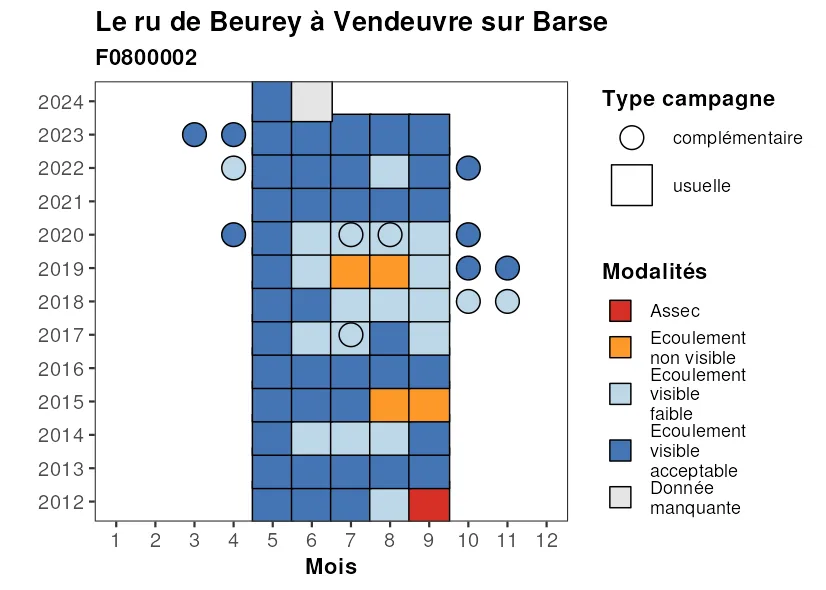 Le ru de Beurey à Vendeuvre sur Barse
F0800002
2024
2023
2022
2021
2020
2019
2018
2017
2016
2015
2014
2013
2012
1 2 3 4 5 6 7 8 9 10 11 12
Mois
Type campagne
complémentaire
usuelle
Modalités
Assec
Ecoulement
non visible
Ecoulement
visible
faible
Ecoulement
visible
acceptable
Donnée
manquante